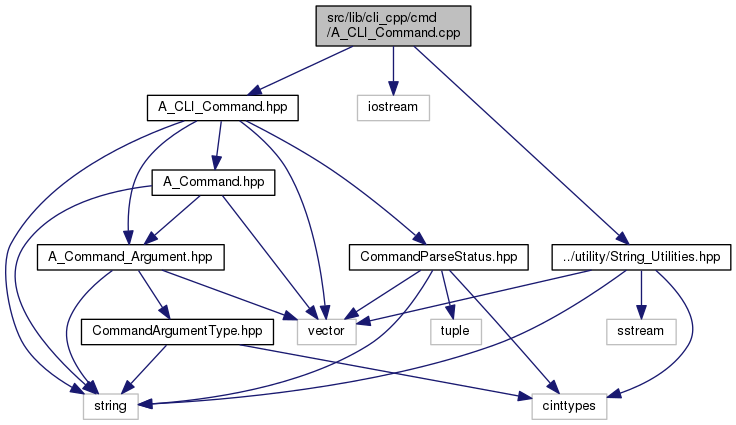 src/lib/cli_cpp/cmd
/A_CLI_Command.cpp
A_CLI_Command.hpp
iostream
A_Command.hpp
A_Command_Argument.hpp
CommandParseStatus.hpp
../utility/String_Utilities.hpp
CommandArgumentType.hpp
vector
tuple
sstream
string
cinttypes